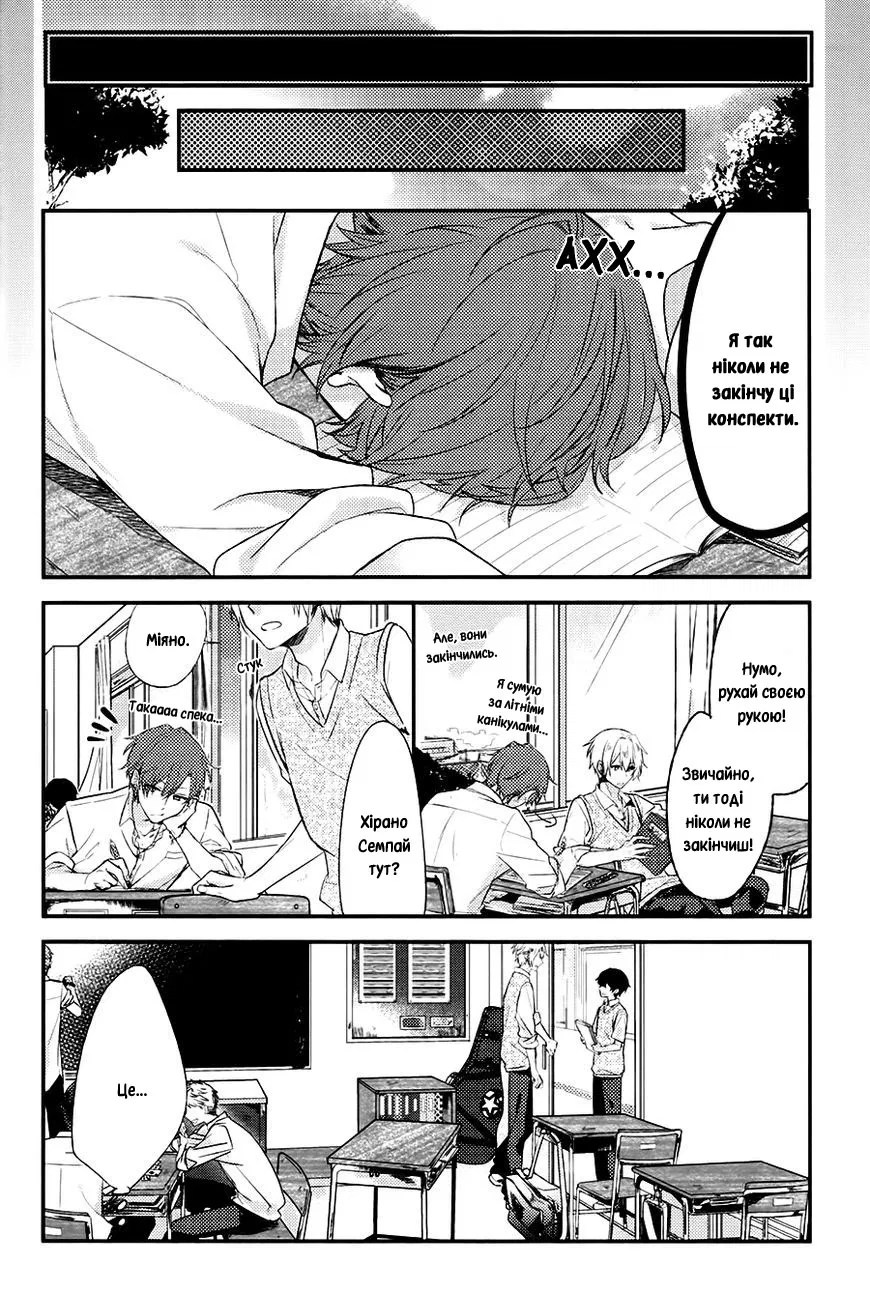 АХХ...
Я так
ніколи не
закінчу ці
конспекти.
Нумо,
рухай своєю
рукою!
Звичайно,
ти тоді
ніколи не
закінчиш!
Але, вони
закінчились.
Я сумую
за літніми
канікулами...
Міяно.
Стук
Такаааа спека...
Хірано
Семпай
тут?
Це...